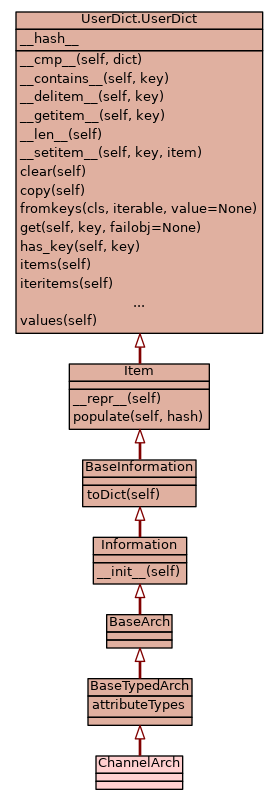 UserDict.UserDict
__hash__
__cmp__(self, dict)
__contains__(self, key)
__delitem__(self, key)
__getitem__(self, key)
__len__(self)
__setitem__(self, key, item)
clear(self)
copy(self)
fromkeys(cls, iterable, value=None)
get(self, key, failobj=None)
has_key(self, key)
items(self)
iteritems(self)
...
values(self)
Item
__repr__(self)
populate(self, hash)
BaseInformation
toDict(self)
Information
__init__(self)
BaseArch
BaseTypedArch
attributeTypes
ChannelArch